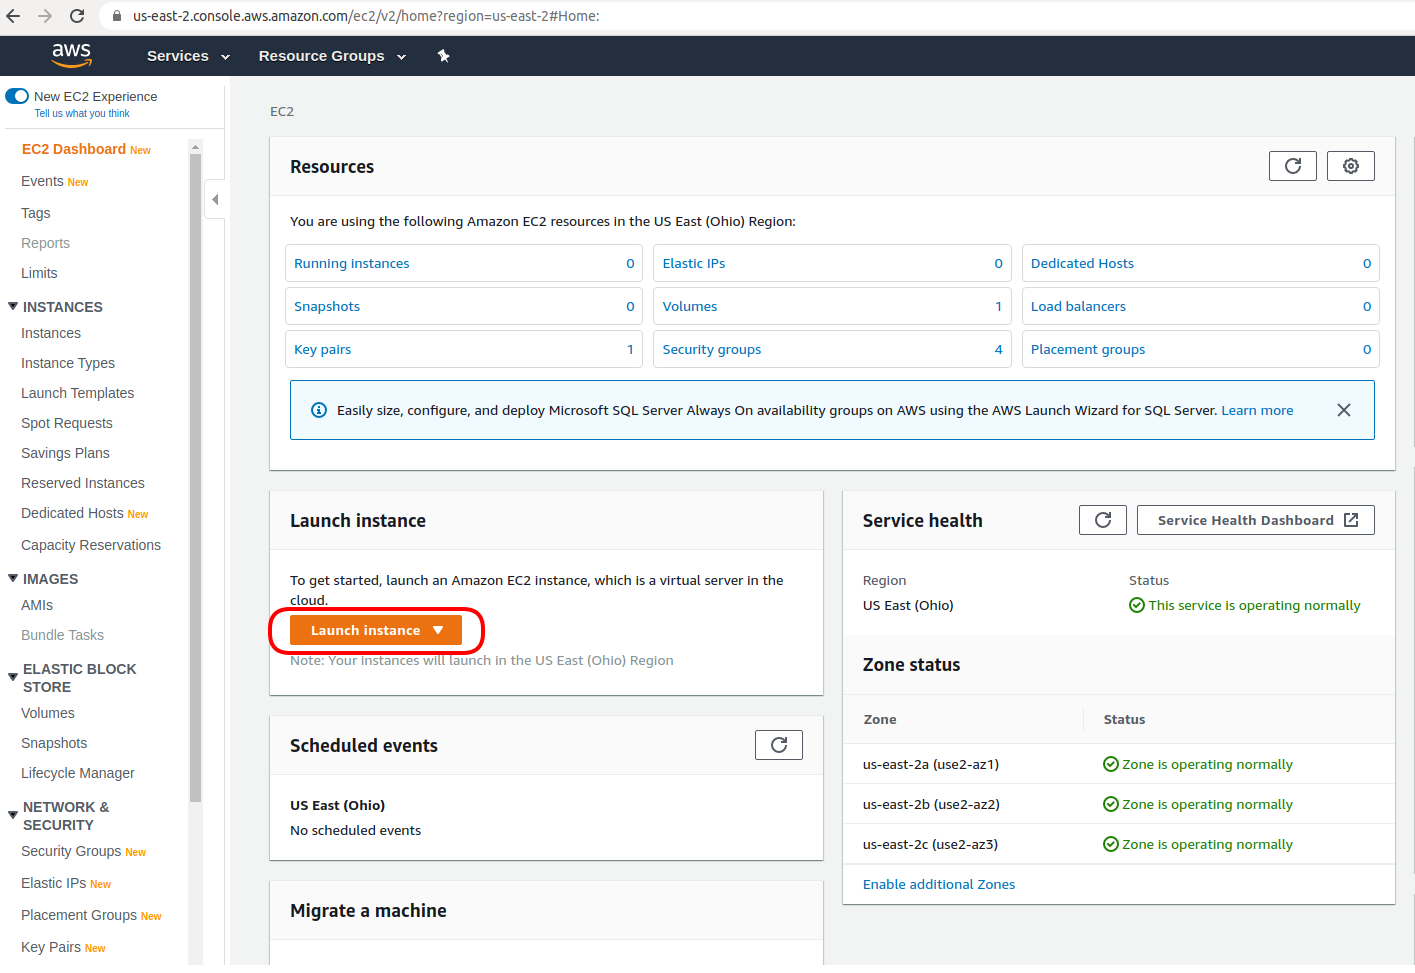 us-east-2.console.aws.amazon.com/ec2/v2/home?region=us-east-2#Home:
aws Services Resource Groups
New EC2 Experience
Tell us what you think
EC2 Dashboard New
Events New
Tags
Reports
Limits
INSTANCES
Instances
Instance Types
Launch Templates
Spot Requests
Savings Plans
Reserved Instances
Dedicated Hosts New
Capacity Reservations
IMAGES
AMIs
Bundle Tasks
ELASTIC BLOCK
STORE
Volumes
Snapshots
Lifecycle Manager
NETWORK &
SECURITY
Security Groups New
Elastic IPs New
Placement Groups New
Key Pairs New
EC2
Resources
You are using the following Amazon EC2 resources in the US East (Ohio) Region:
Running instances 0 Elastic IPs 0 Dedicated Hosts 0
Snapshots 0 Volumes 1 Load balancers 0
Key pairs 1 Security groups 4 Placement groups 0
Easily size, configure, and deploy Microsoft SQL Server Always On availability groups on AWS using the AWS Launch Wizard for SQL Server. Learn more
Launch instance
To get started, launch an Amazon EC2 instance, which is a virtual server in the
cloud.
Launch instance
Note: Your instances will launch in the US East (Ohio) Region
Scheduled events
US East (Ohio)
No scheduled events
Migrate a machine
Service health
Service Health Dashboard
Region Status
US East (Ohio) This service is operating normally
Zone status
Zone Status
us-east-2a (use2-az1) Zone is operating normally
us-east-2b (use2-az2) Zone is operating normally
us-east-2c (use2-az3) Zone is operating normally
Enable additional Zones